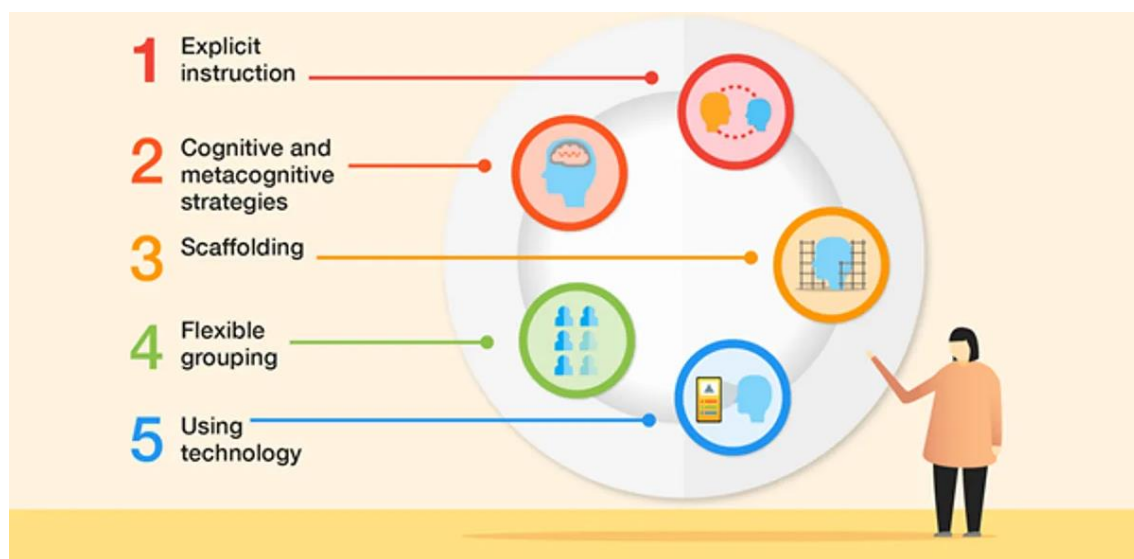 1 Explicit
instruction
2 Cognitive and
metacognitive
strategies
3 Scaffolding
4 Flexible
grouping
5 Using
technology